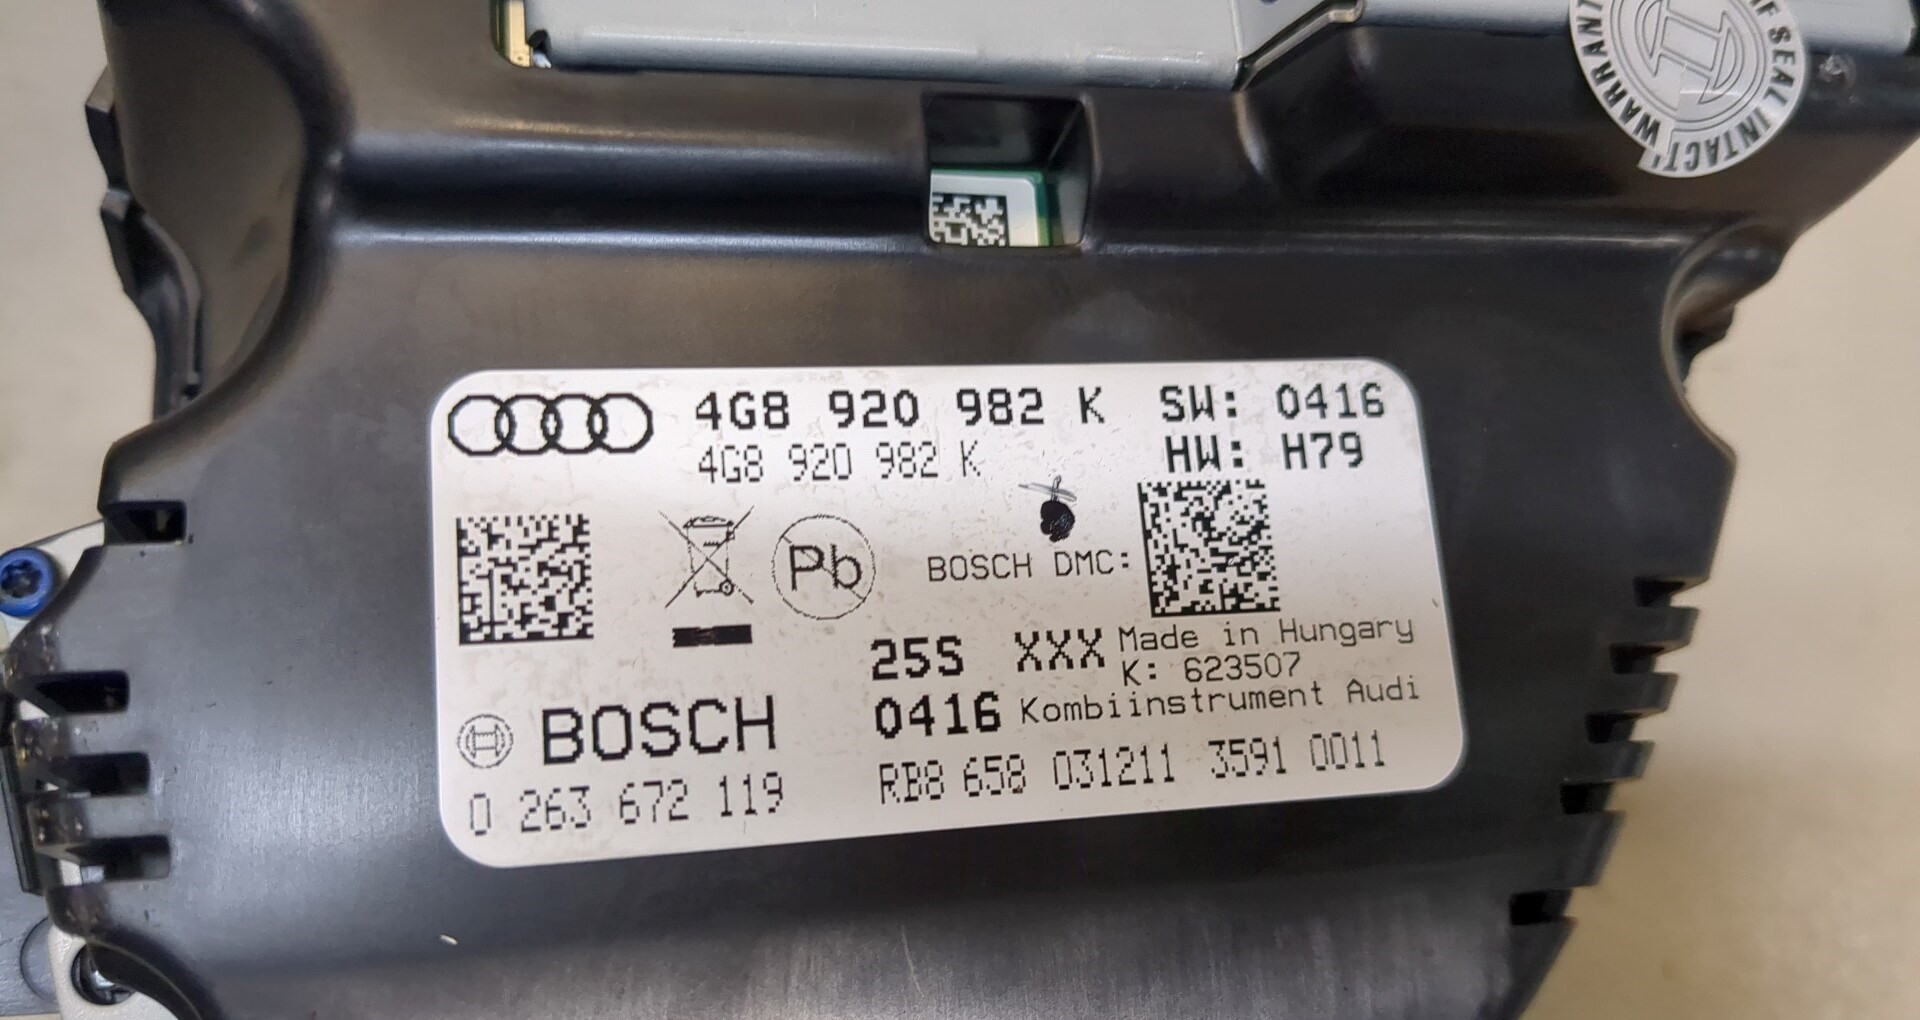 WARRANTY
IF SEAL INTACT
4G8 920 982 K SW: 0416
4G8 920 982 K HW: H79
Pb
BOSCH DMC:
25S XXX Made in Hungary
K: 623507
BOSCH 0416 Kombiinstrument Audi
0 263 672 119 RB8 658 031211 3591 0011